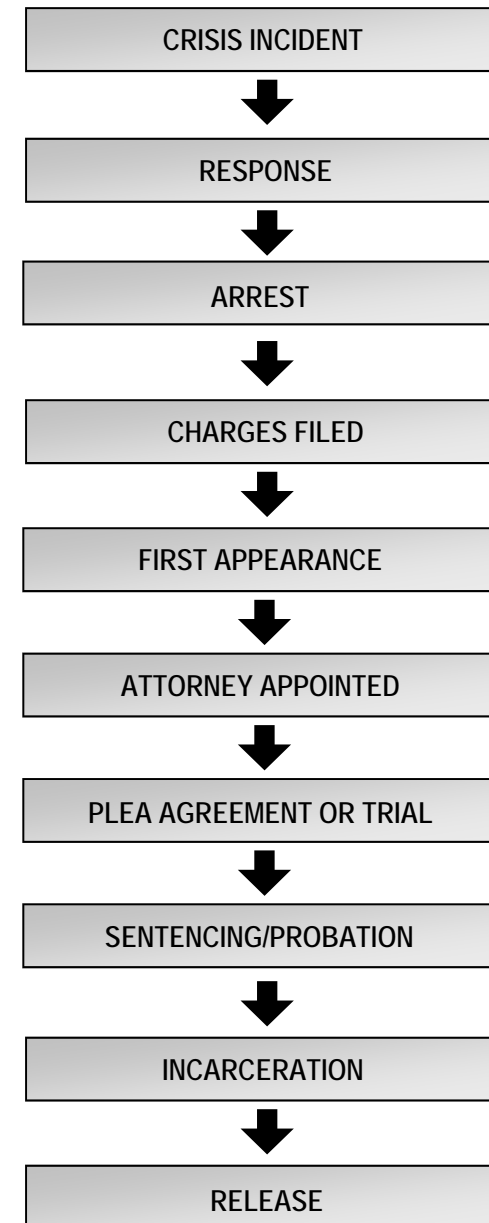 CRISIS INCIDENT
RESPONSE
ARREST
CHARGES FILED
FIRST APPEARANCE
ATTORNEY APPOINTED
PLEA AGREEMENT OR TRIAL
SENTENCING/PROBATION
INCARCERATION
RELEASE